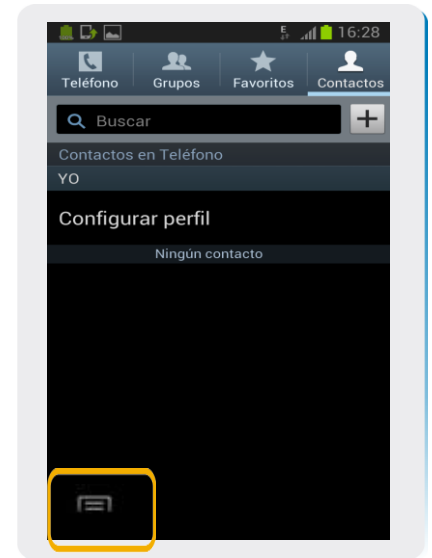 E 16:28
Teléfono Grupos Favoritos Contactos
Buscar
Contactos en Teléfono
YO
Configurar perfil
Ningún contacto